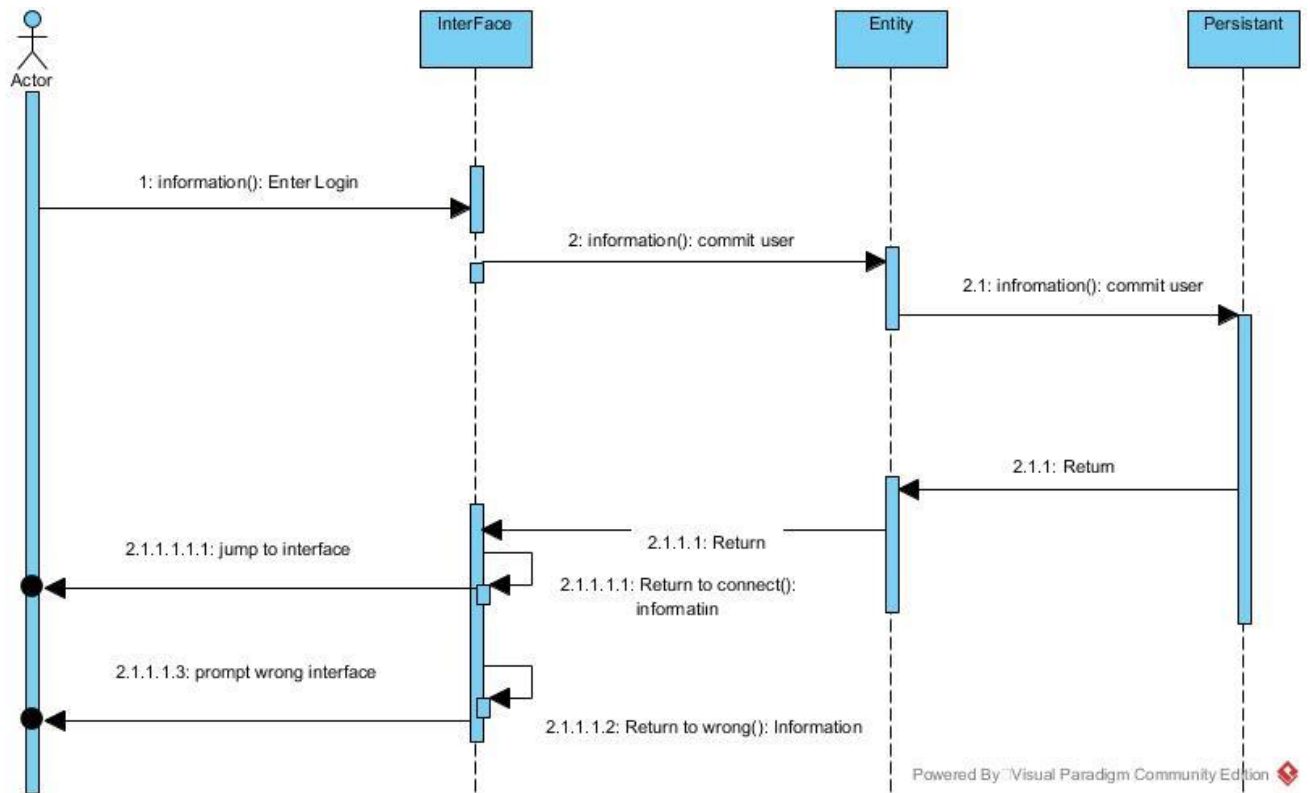 InterFace
Entity
Persistant
Actor
1: information(): Enter Login
2: information(): commit user
2.1: infromation(): commit user
2.1.1: Return
2.1.1.1: Return
2.1.1.1.1.1: jump to interface
2.1.1.1.1: Return to connect():
informatiın
2.1.1.1.3: prompt wrong interface
2.1.1.1.2: Return to wrong(): Information
Powered By Visual Paradigm Community Edition